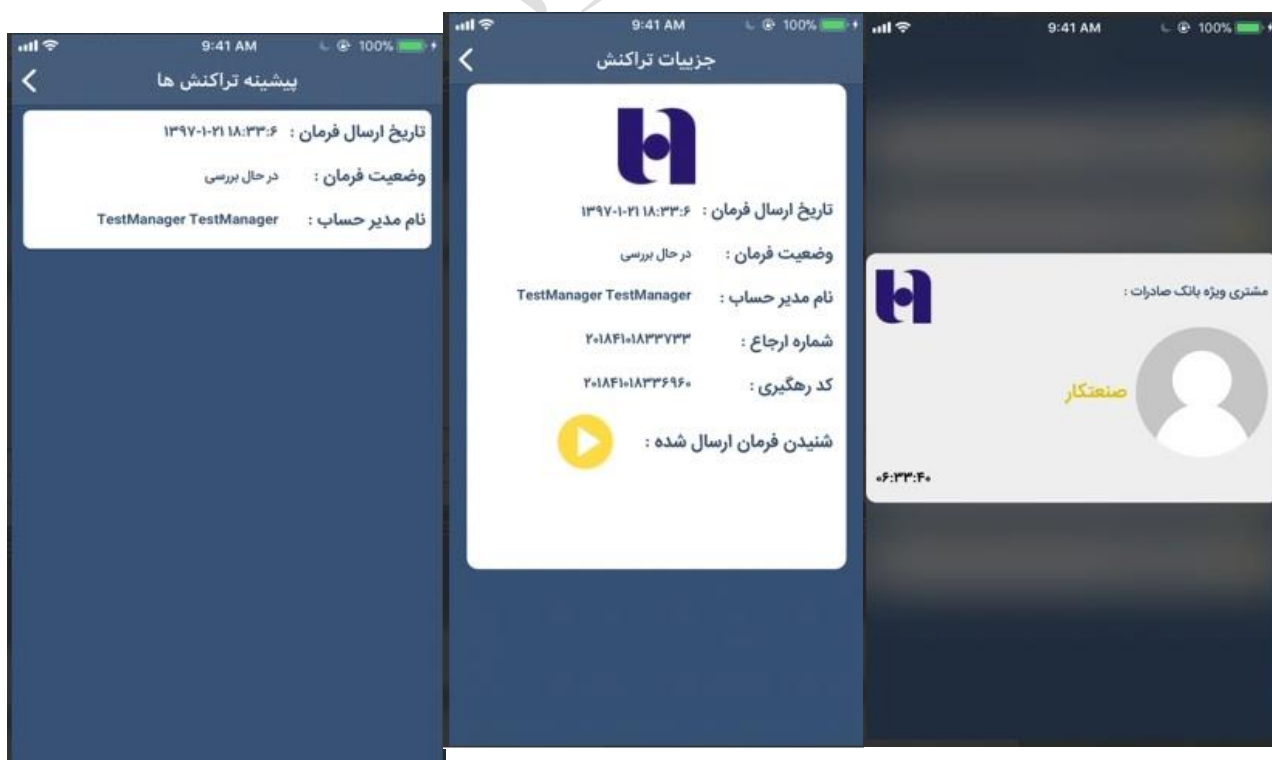 9:41 AM 100%
پیشینه تراکنش ها
تاریخ ارسال فرمان : ۱۳۹۷-۱-۲۱ ۱۸:۳۳:۶
وضعیت فرمان : در حال بررسی
نام مدیر حساب : TestManager TestManager
9:41 AM 100%
جزییات تراکنش
تاریخ ارسال فرمان : ۱۳۹۷-۱-۲۱ ۱۸:۳۳:۶
وضعیت فرمان : در حال بررسی
نام مدیر حساب : TestManager TestManager
شماره ارجاع : ۲۰۱۸۴۱۰۱۸۳۳۷۳۳
کد رهگیری : ۲۰۱۸۴۱۰۱۸۳۳۶۹۶۰
شنیدن فرمان ارسال شده :
9:41 AM 100%
مشتری ویژه بانک صادرات :
صنعتکار
۰۶:۳۳:۴۰